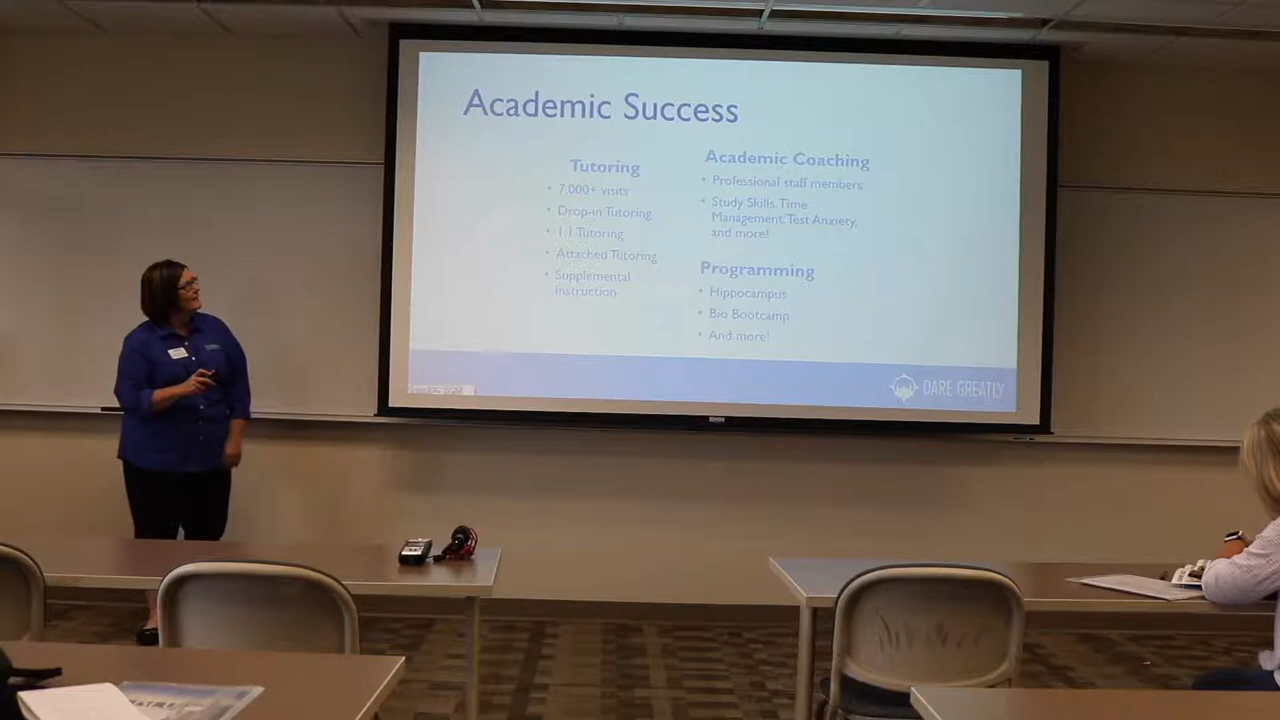 Academic Success
Tutoring
• 7,000+ visits
• Drop-in Tutoring
• 1:1 Tutoring
• Attached Tutoring
• Supplemental
Instruction
Academic Coaching
• Professional staff members
• Study Skills, Time
Management, Test Anxiety,
and more!
Programming
• Hippocampus
• Bio Bootcamp
• And more!
DARE GREATLY